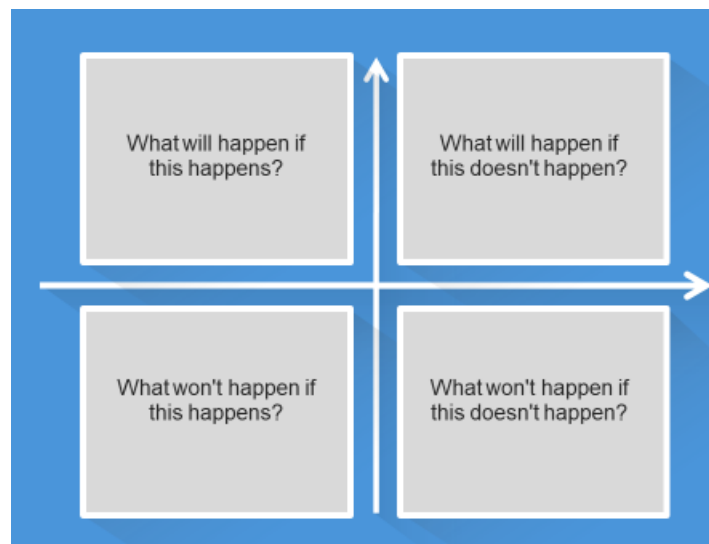 What will happen if
this happens?
What will happen if
this doesn't happen?
What won't happen if
this happens?
What won't happen if
this doesn't happen?